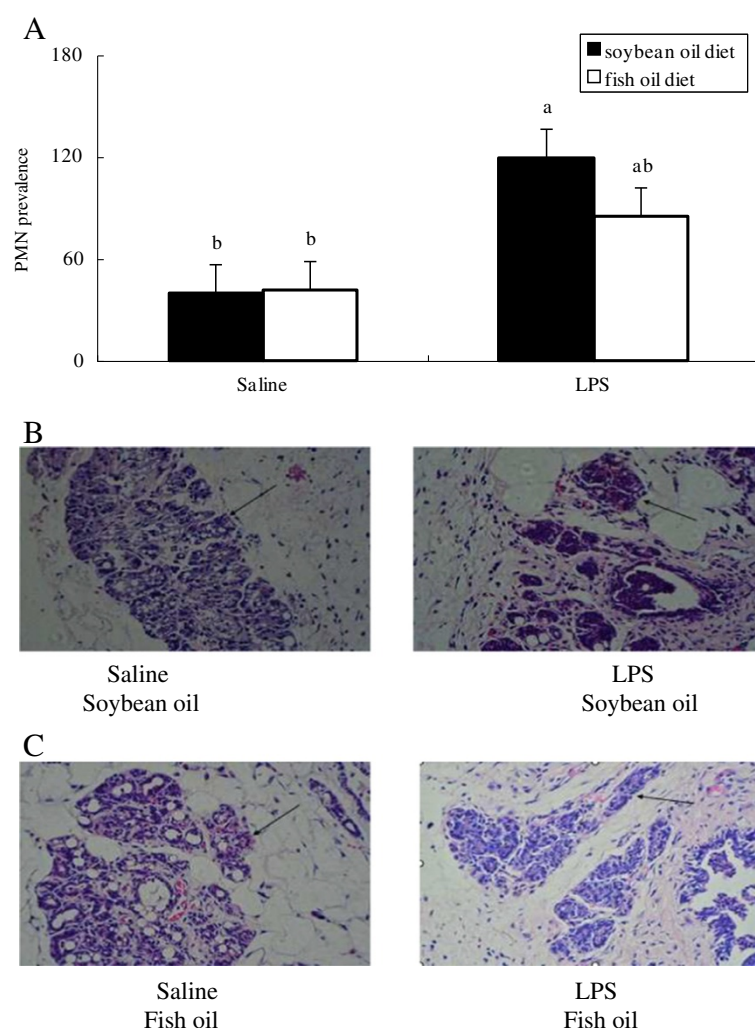 A
180
120
60
0
PMN prevalence
soybean oil diet
fish oil diet
b
b
a
ab
Saline
LPS
B
Saline
Soybean oil
LPS
Soybean oil
C
Saline
Fish oil
LPS
Fish oil